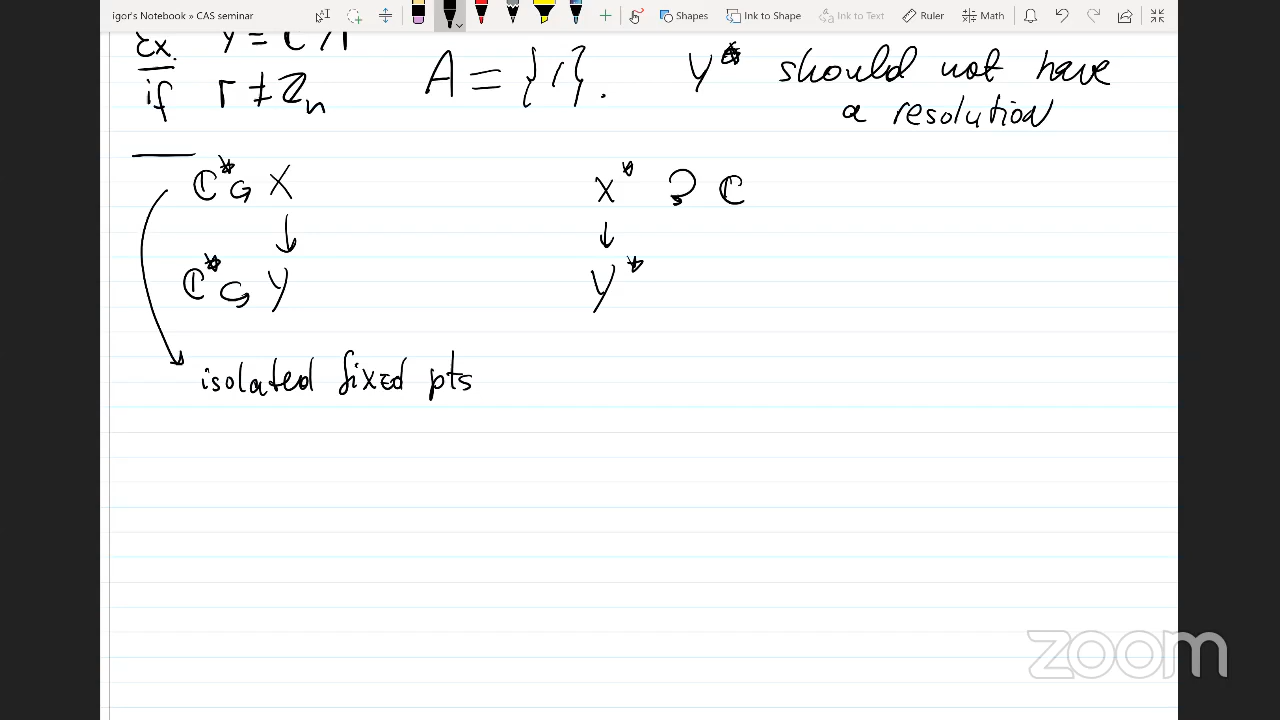 igor's Notebook » CAS seminar
Shapes Ink to Shape Ink to Text Ruler Math
Ex. Y = ℂ²/Γ
if Γ ≠ ℤₙ A = {1}. Y* should not have
a resolution
ℂ* ↻ X X* ↻ ℂ
↓ ↓
ℂ* ↻ Y Y*
isolated fixed pts
zoom